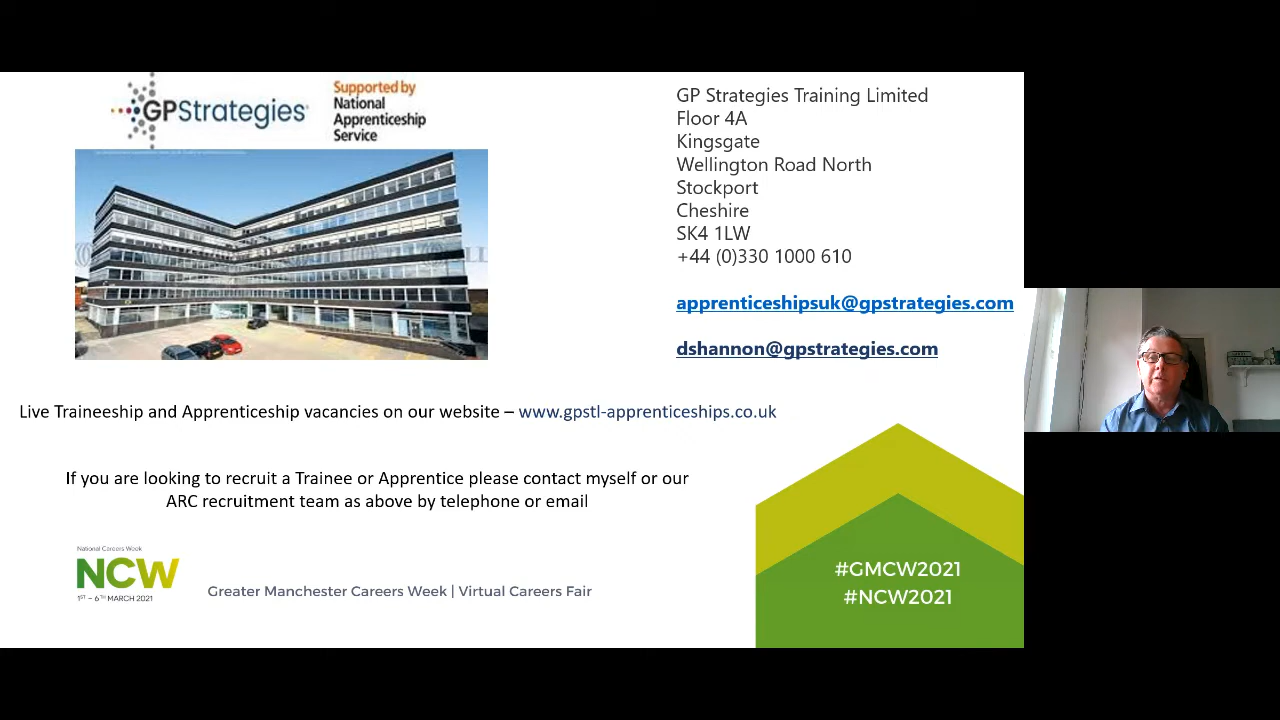 GPStrategies
Supported by
National
Apprenticeship
Service
GP Strategies Training Limited
Floor 4A
Kingsgate
Wellington Road North
Stockport
Cheshire
SK4 1LW
+44 (0)330 1000 610
apprenticeshipsuk@gpstrategies.com
dshannon@gpstrategies.com
Live Traineeship and Apprenticeship vacancies on our website – www.gpstl-apprenticeships.co.uk
If you are looking to recruit a Trainee or Apprentice please contact myself or our
ARC recruitment team as above by telephone or email
National Careers Week
NCW
1ST – 6TH MARCH 2021
Greater Manchester Careers Week | Virtual Careers Fair
#GMCW2021
#NCW2021